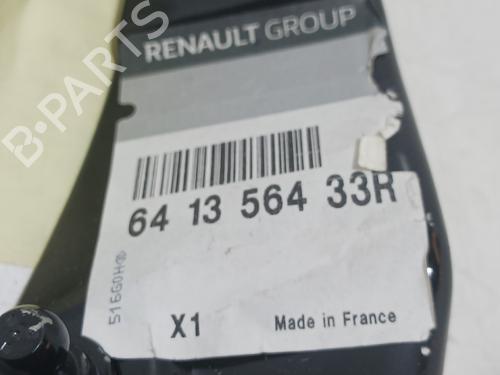 RENAULT GROUP
B-PARTS
64 13 564 33R
516G0H
X1
Made in France